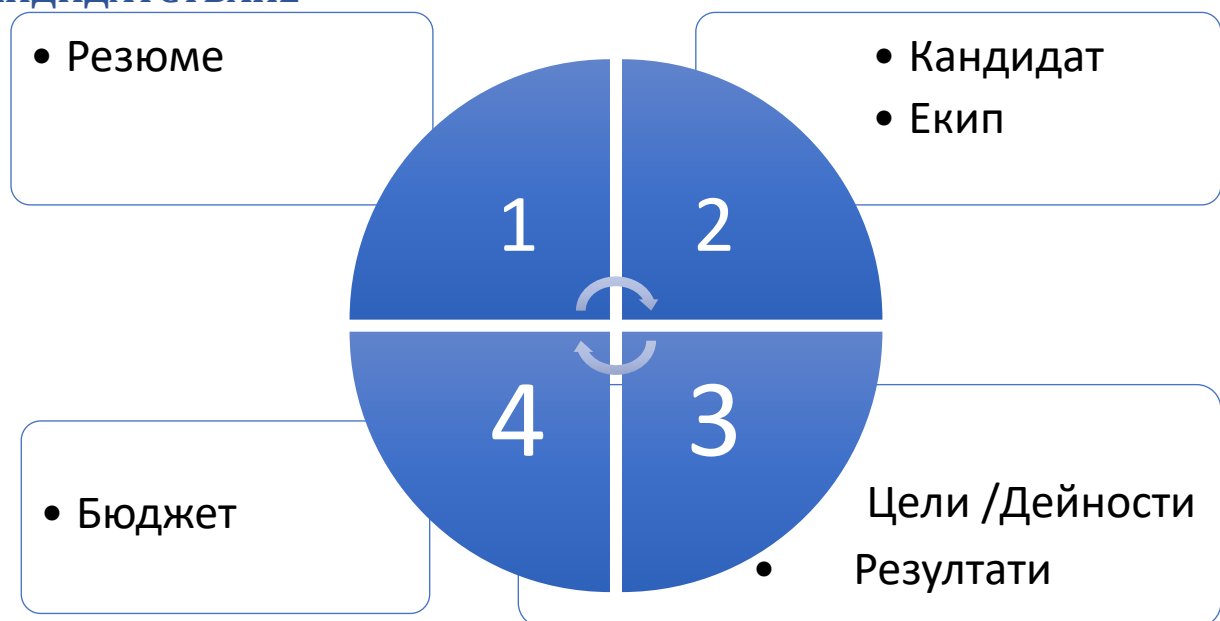 • Резюме
• Кандидат
• Екип
1
2
4
3
• Бюджет
Цели /Дейности
• Резултати